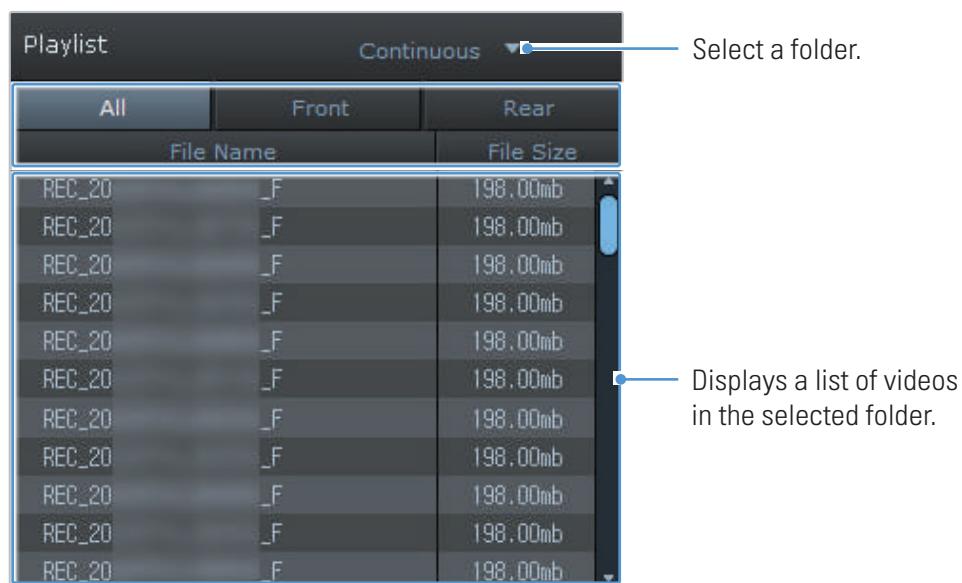 Playlist Continuous
Select a folder.
All Front Rear
File Name File Size
REC_20 _F 198.00mb
REC_20 _F 198.00mb
REC_20 _F 198.00mb
REC_20 _F 198.00mb
REC_20 _F 198.00mb
REC_20 _F 198.00mb
Displays a list of videos
in the selected folder.
REC_20 _F 198.00mb
REC_20 _F 198.00mb
REC_20 _F 198.00mb
REC_20 _F 198.00mb
REC_20 _F 198.00mb